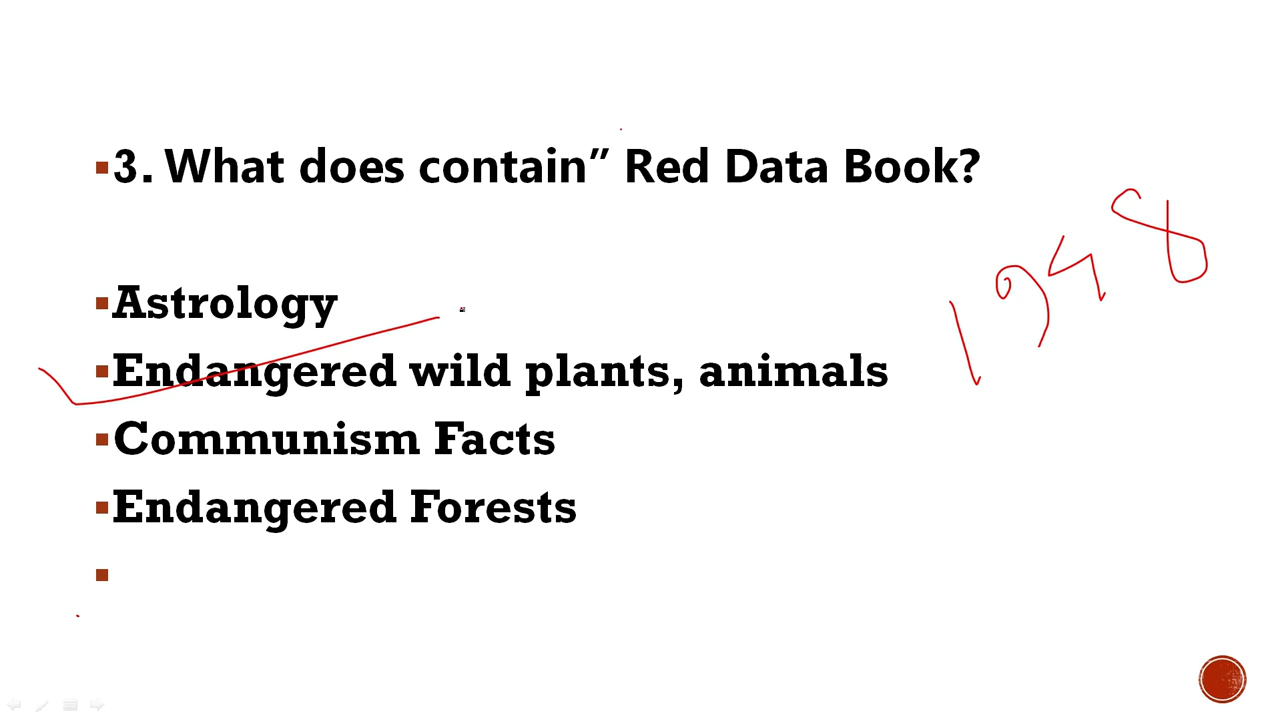 3. What does contain” Red Data Book?
1948
Astrology
Endangered wild plants, animals
Communism Facts
Endangered Forests